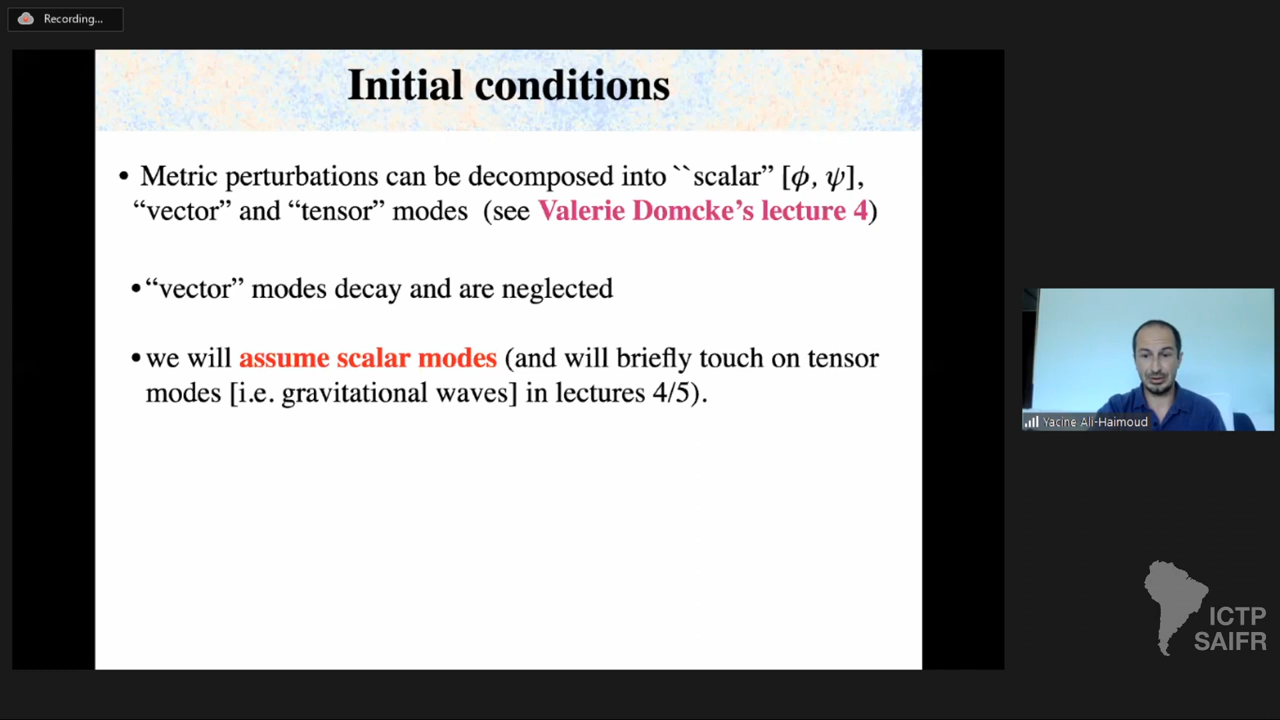 Recording...
Initial conditions
• Metric perturbations can be decomposed into ``scalar” [ϕ, ψ],
“vector” and “tensor” modes (see Valerie Domcke’s lecture 4)
• “vector” modes decay and are neglected
• we will assume scalar modes (and will briefly touch on tensor
modes [i.e. gravitational waves] in lectures 4/5).
Yacine Ali-Haimoud
ICTP
SAIFR